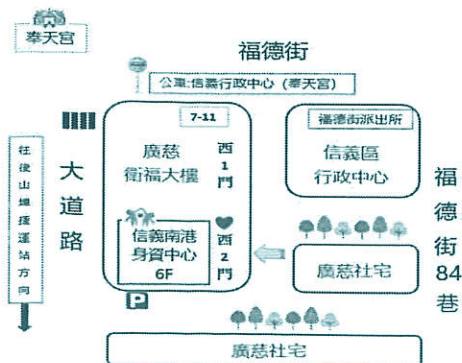 奉天宮
福德街
公車:信義行政中心（奉天宮）
7-11
福德街派出所
廣慈
衛福大樓
西1門
信義區
行政中心
大道路
往後山埤捷運站方向
福德街84巷
信義南港
身資中心
6F
西2門
廣慈社宅
P
廣慈社宅